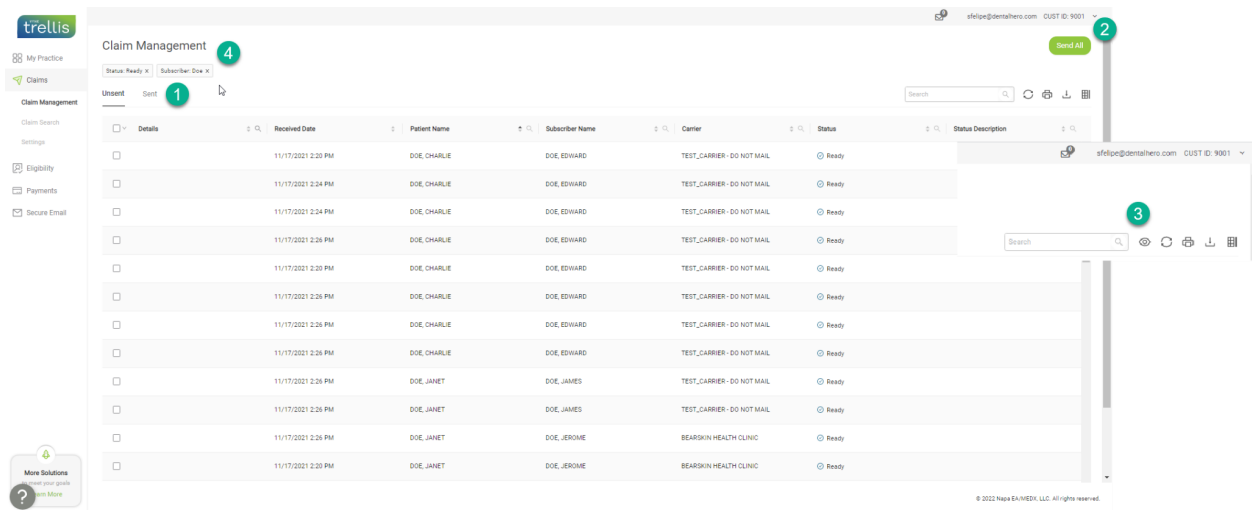 trellis
0
sfelipe@dentalhero.com CUST ID: 9001
2
My Practice
Claims
Claim Management
Claim Search
Settings
Eligibility
Payments
Secure Email
Claim Management
4
Send All
Status: Ready x Subscriber: Doe x
Unsent Sent 1
Search
Details Received Date Patient Name Subscriber Name Carrier Status Status Description
11/17/2021 2:20 PM DOE, CHARLIE DOE, EDWARD TEST_CARRIER - DO NOT MAIL Ready
11/17/2021 2:24 PM DOE, CHARLIE DOE, EDWARD TEST_CARRIER - DO NOT MAIL Ready
11/17/2021 2:24 PM DOE, CHARLIE DOE, EDWARD TEST_CARRIER - DO NOT MAIL Ready
11/17/2021 2:26 PM DOE, CHARLIE DOE, EDWARD TEST_CARRIER - DO NOT MAIL Ready
11/17/2021 2:20 PM DOE, CHARLIE DOE, EDWARD TEST_CARRIER - DO NOT MAIL Ready
11/17/2021 2:26 PM DOE, CHARLIE DOE, EDWARD TEST_CARRIER - DO NOT MAIL Ready
11/17/2021 2:26 PM DOE, CHARLIE DOE, EDWARD TEST_CARRIER - DO NOT MAIL Ready
11/17/2021 2:26 PM DOE, CHARLIE DOE, EDWARD TEST_CARRIER - DO NOT MAIL Ready
11/17/2021 2:26 PM DOE, JANET DOE, JAMES TEST_CARRIER - DO NOT MAIL Ready
11/17/2021 2:26 PM DOE, JANET DOE, JAMES TEST_CARRIER - DO NOT MAIL Ready
11/17/2021 2:26 PM DOE, JANET DOE, JEROME BEARSKIN HEALTH CLINIC Ready
11/17/2021 2:20 PM DOE, JANET DOE, JEROME BEARSKIN HEALTH CLINIC Ready
0
sfelipe@dentalhero.com CUST ID: 9001
3
Search
More Solutions
meet your goals
More
?
© 2022 Napa EA/MEDX, LLC. All rights reserved.